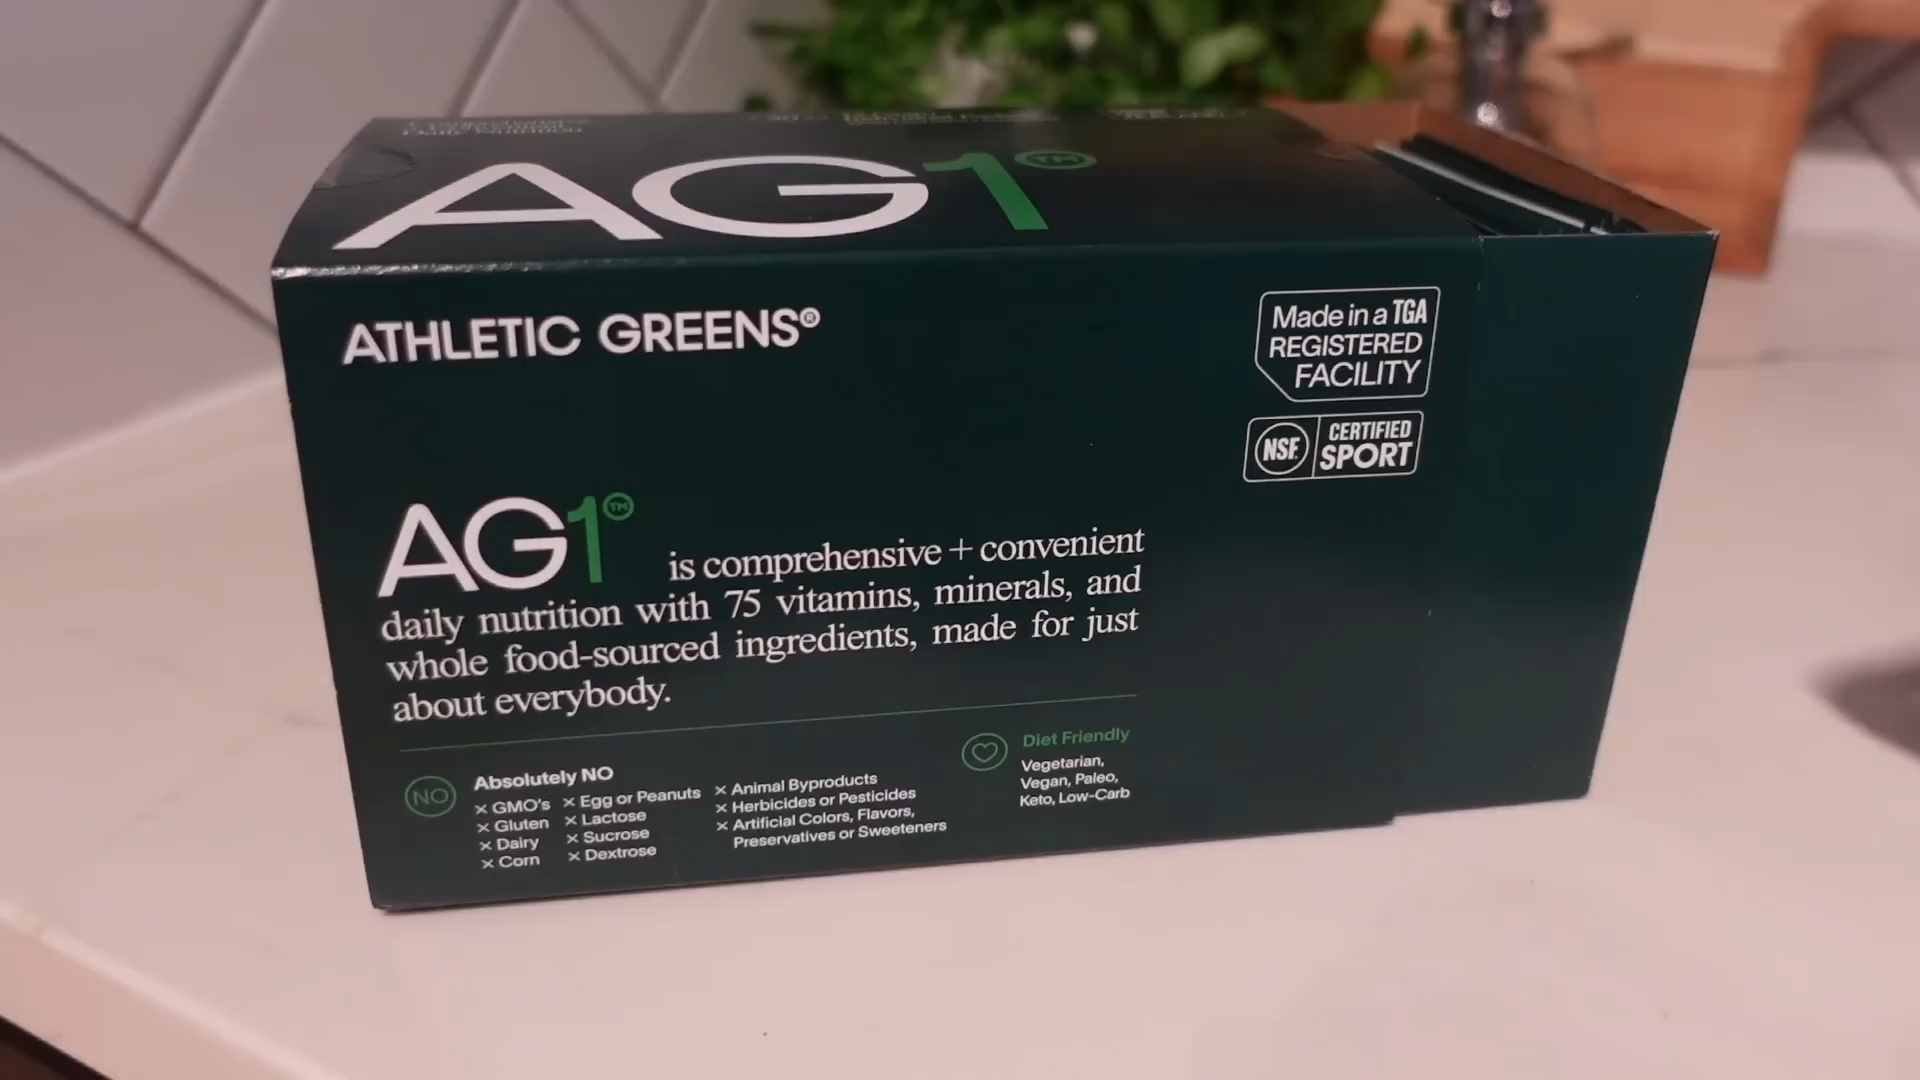 AG1™
ATHLETIC GREENS®
Made in a TGA
REGISTERED
FACILITY
NSF
CERTIFIED
SPORT
AG1™ is comprehensive + convenient
daily nutrition with 75 vitamins, minerals, and
whole food-sourced ingredients, made for just
about everybody.
NO
Absolutely NO
× GMO's
× Gluten
× Dairy
× Corn
× Egg or Peanuts
× Lactose
× Sucrose
× Dextrose
× Animal Byproducts
× Herbicides or Pesticides
× Artificial Colors, Flavors,
Preservatives or Sweeteners
Diet Friendly
Vegetarian,
Vegan, Paleo,
Keto, Low-Carb